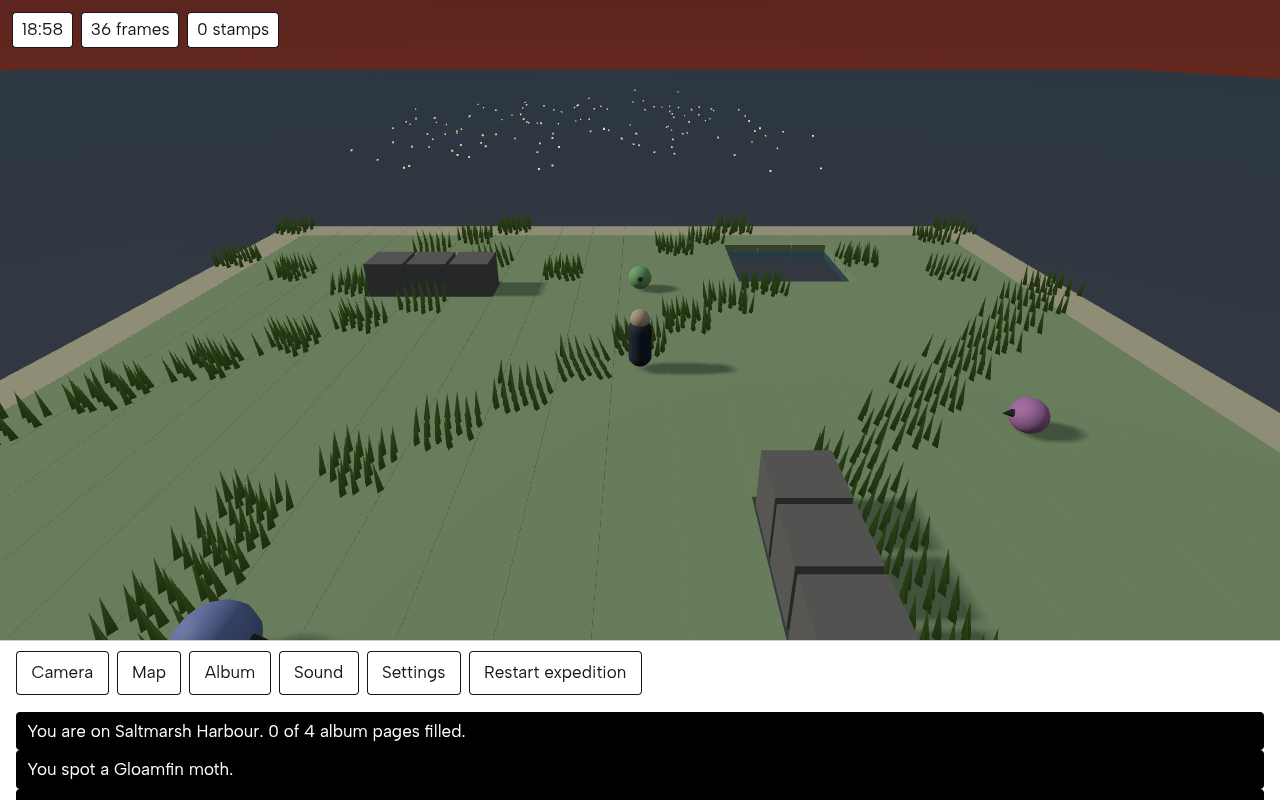 18:58
36 frames
0 stamps
Camera
Map
Album
Sound
Settings
Restart expedition
You are on Saltmarsh Harbour. 0 of 4 album pages filled.
You spot a Gloamfin moth.